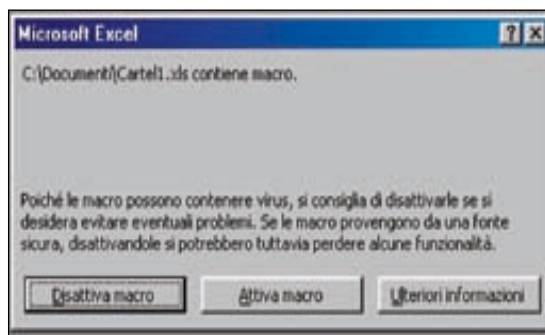 Microsoft Excel
C:\Documenti\Cartel1.xls contiene macro.
Poiché le macro possono contenere virus, si consiglia di disattivarle se si
desidera evitare eventuali problemi. Se le macro provengono da una fonte
sicura, disattivandole si potrebbero tuttavia perdere alcune funzionalità.
Disattiva macro Attiva macro Ulteriori informazioni